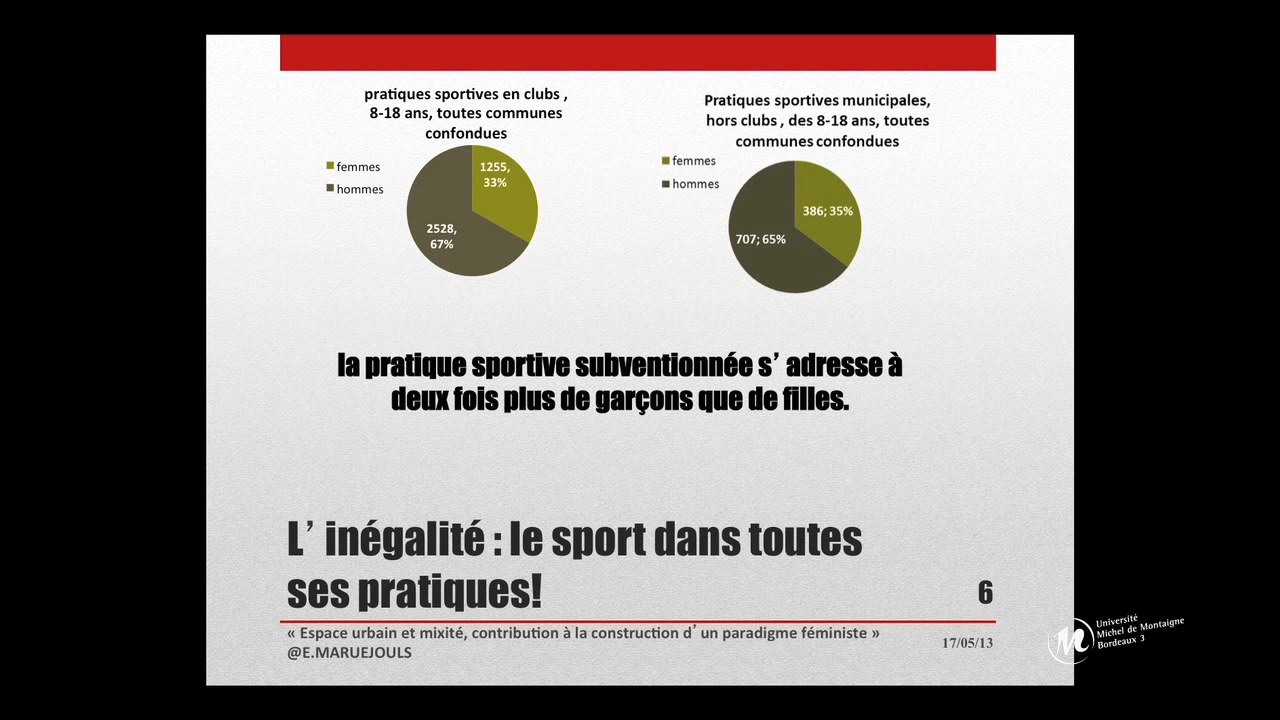 pratiques sportives en clubs ,
8-18 ans, toutes communes
confondues
femmes
hommes
1255,
33%
2528,
67%
Pratiques sportives municipales,
hors clubs , des 8-18 ans, toutes
communes confondues
femmes
hommes
386; 35%
707; 65%
la pratique sportive subventionnée s’ adresse à
deux fois plus de garçons que de filles.
L’ inégalité : le sport dans toutes
ses pratiques!
6
« Espace urbain et mixité, contribution à la construction d’ un paradigme féministe »
@E.MARUEJOULS
17/05/13
Université
Michel de Montaigne
Bordeaux 3